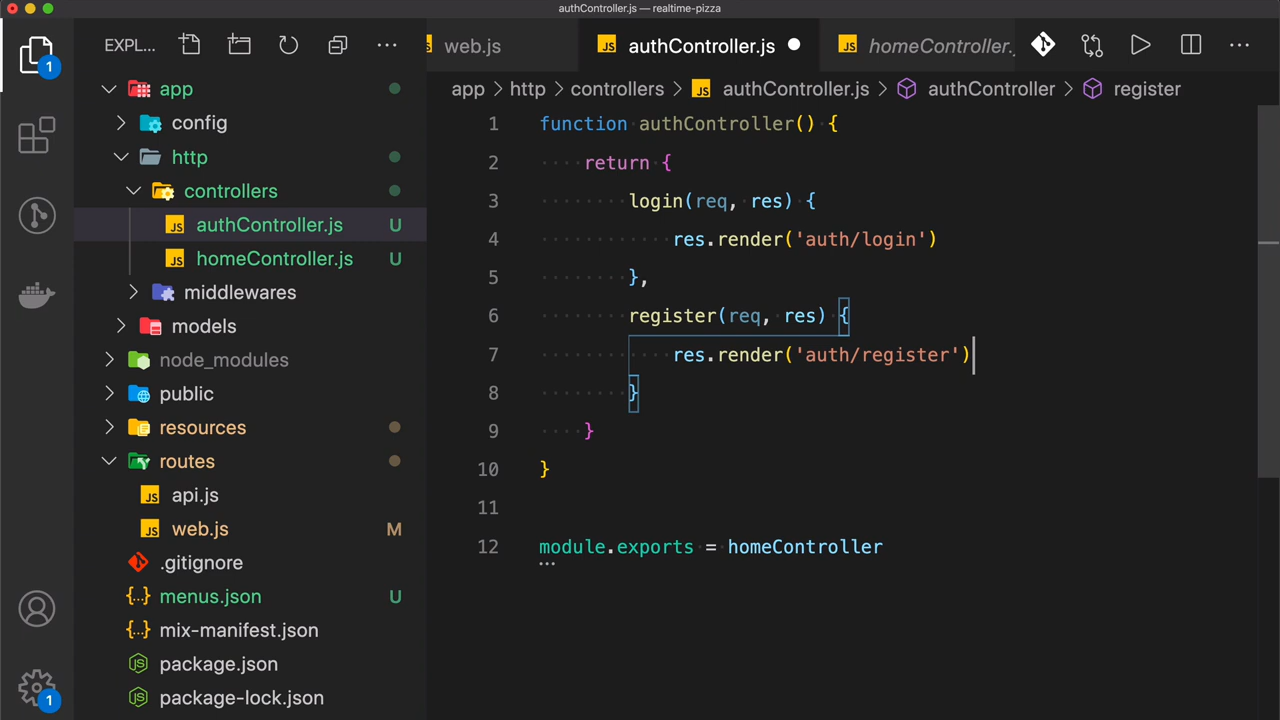 authController.js — realtime-pizza
EXPL...
web.js
authController.js
homeController.
1
app > http > controllers > authController.js > authController > register
app
config
http
controllers
authController.js U
homeController.js U
middlewares
models
node_modules
public
resources
routes
api.js
web.js M
.gitignore
menus.json U
mix-manifest.json
package.json
package-lock.json
1
1 function authController() {
2 return {
3 login(req, res) {
4 res.render('auth/login')
5 },
6 register(req, res) {
7 res.render('auth/register')
8 }
9 }
10 }
11
12 module.exports = homeController